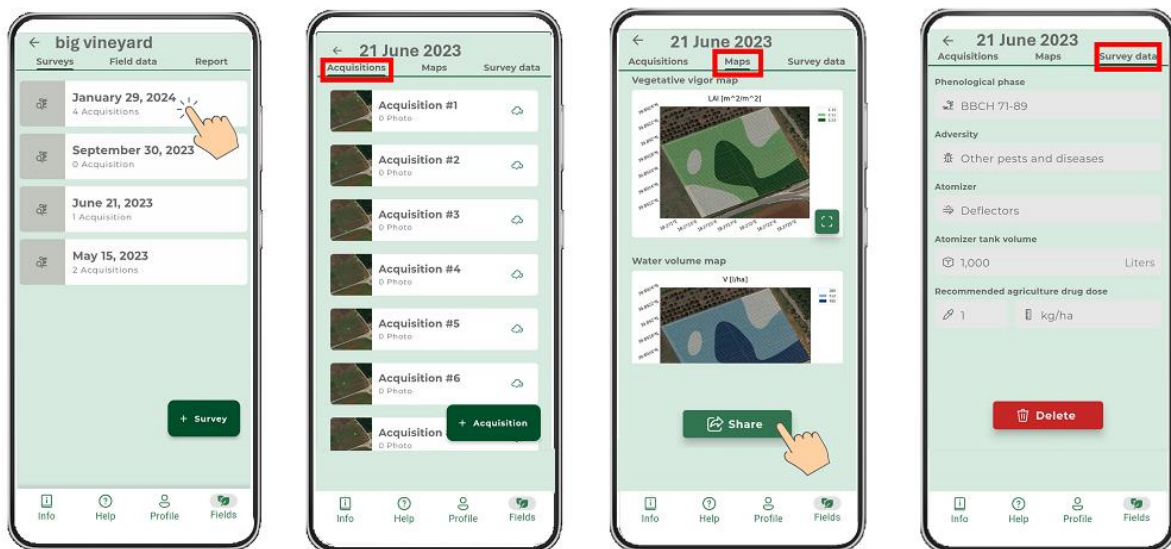 ← big vineyard
Surveys Field data Report
January 29, 2024
4 Acquisitions
September 30, 2023
0 Acquisition
June 21, 2023
1 Acquisition
May 15, 2023
2 Acquisitions
+ Survey
Info Help Profile Fields
← 21 June 2023
Acquisitions Maps Survey data
Acquisition #1
0 Photo
Acquisition #2
0 Photo
Acquisition #3
0 Photo
Acquisition #4
0 Photo
Acquisition #5
0 Photo
Acquisition #6
0 Photo
Acquisition
0 Photo
+ Acquisition
Info Help Profile Fields
← 21 June 2023
Acquisitions Maps Survey data
Vegetative vigor map
LAI [m^2/m^2]
Water volume map
V [l/ha]
Share
Info Help Profile Fields
← 21 June 2023
Acquisitions Maps Survey data
Phenological phase
BBCH 71-89
Adversity
Other pests and diseases
Atomizer
Deflectors
Atomizer tank volume
1,000 Liters
Recommended agriculture drug dose
1 kg/ha
Delete
Info Help Profile Fields